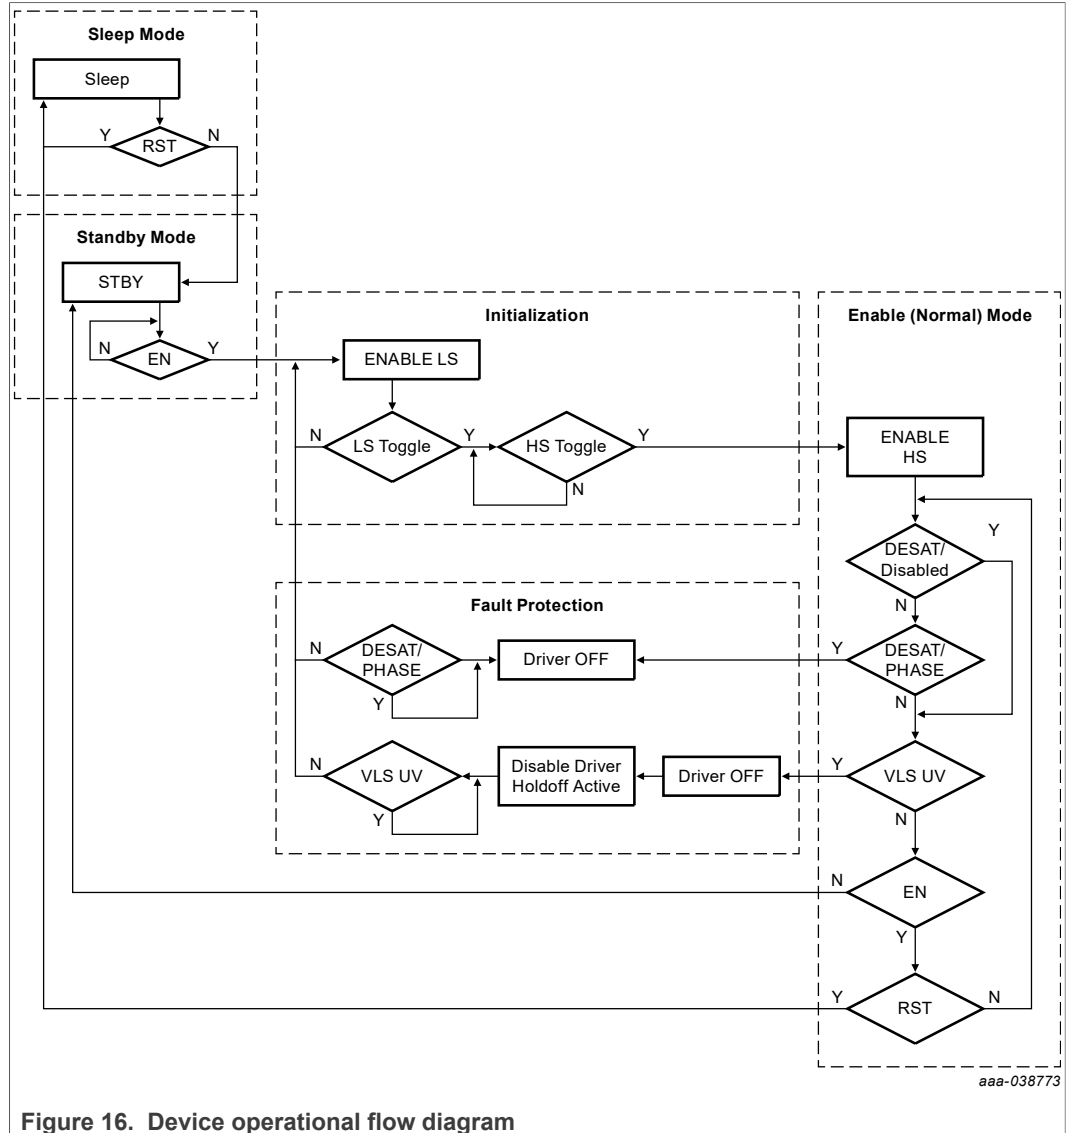 Sleep Mode
Sleep
Y
N
RST
Standby Mode
STBY
N
Y
EN
Initialization
ENABLE LS
N
LS Toggle
Y
HS Toggle
Y
N
Enable (Normal) Mode
ENABLE
HS
Y
DESAT/
Disabled
N
Fault Protection
N
DESAT/
PHASE
Y
Driver OFF
Y
DESAT/
PHASE
N
N
VLS UV
Y
Disable Driver
Holdoff Active
Driver OFF
Y
VLS UV
N
N
EN
Y
Y
RST
N
aaa-038773
Figure 16. Device operational flow diagram